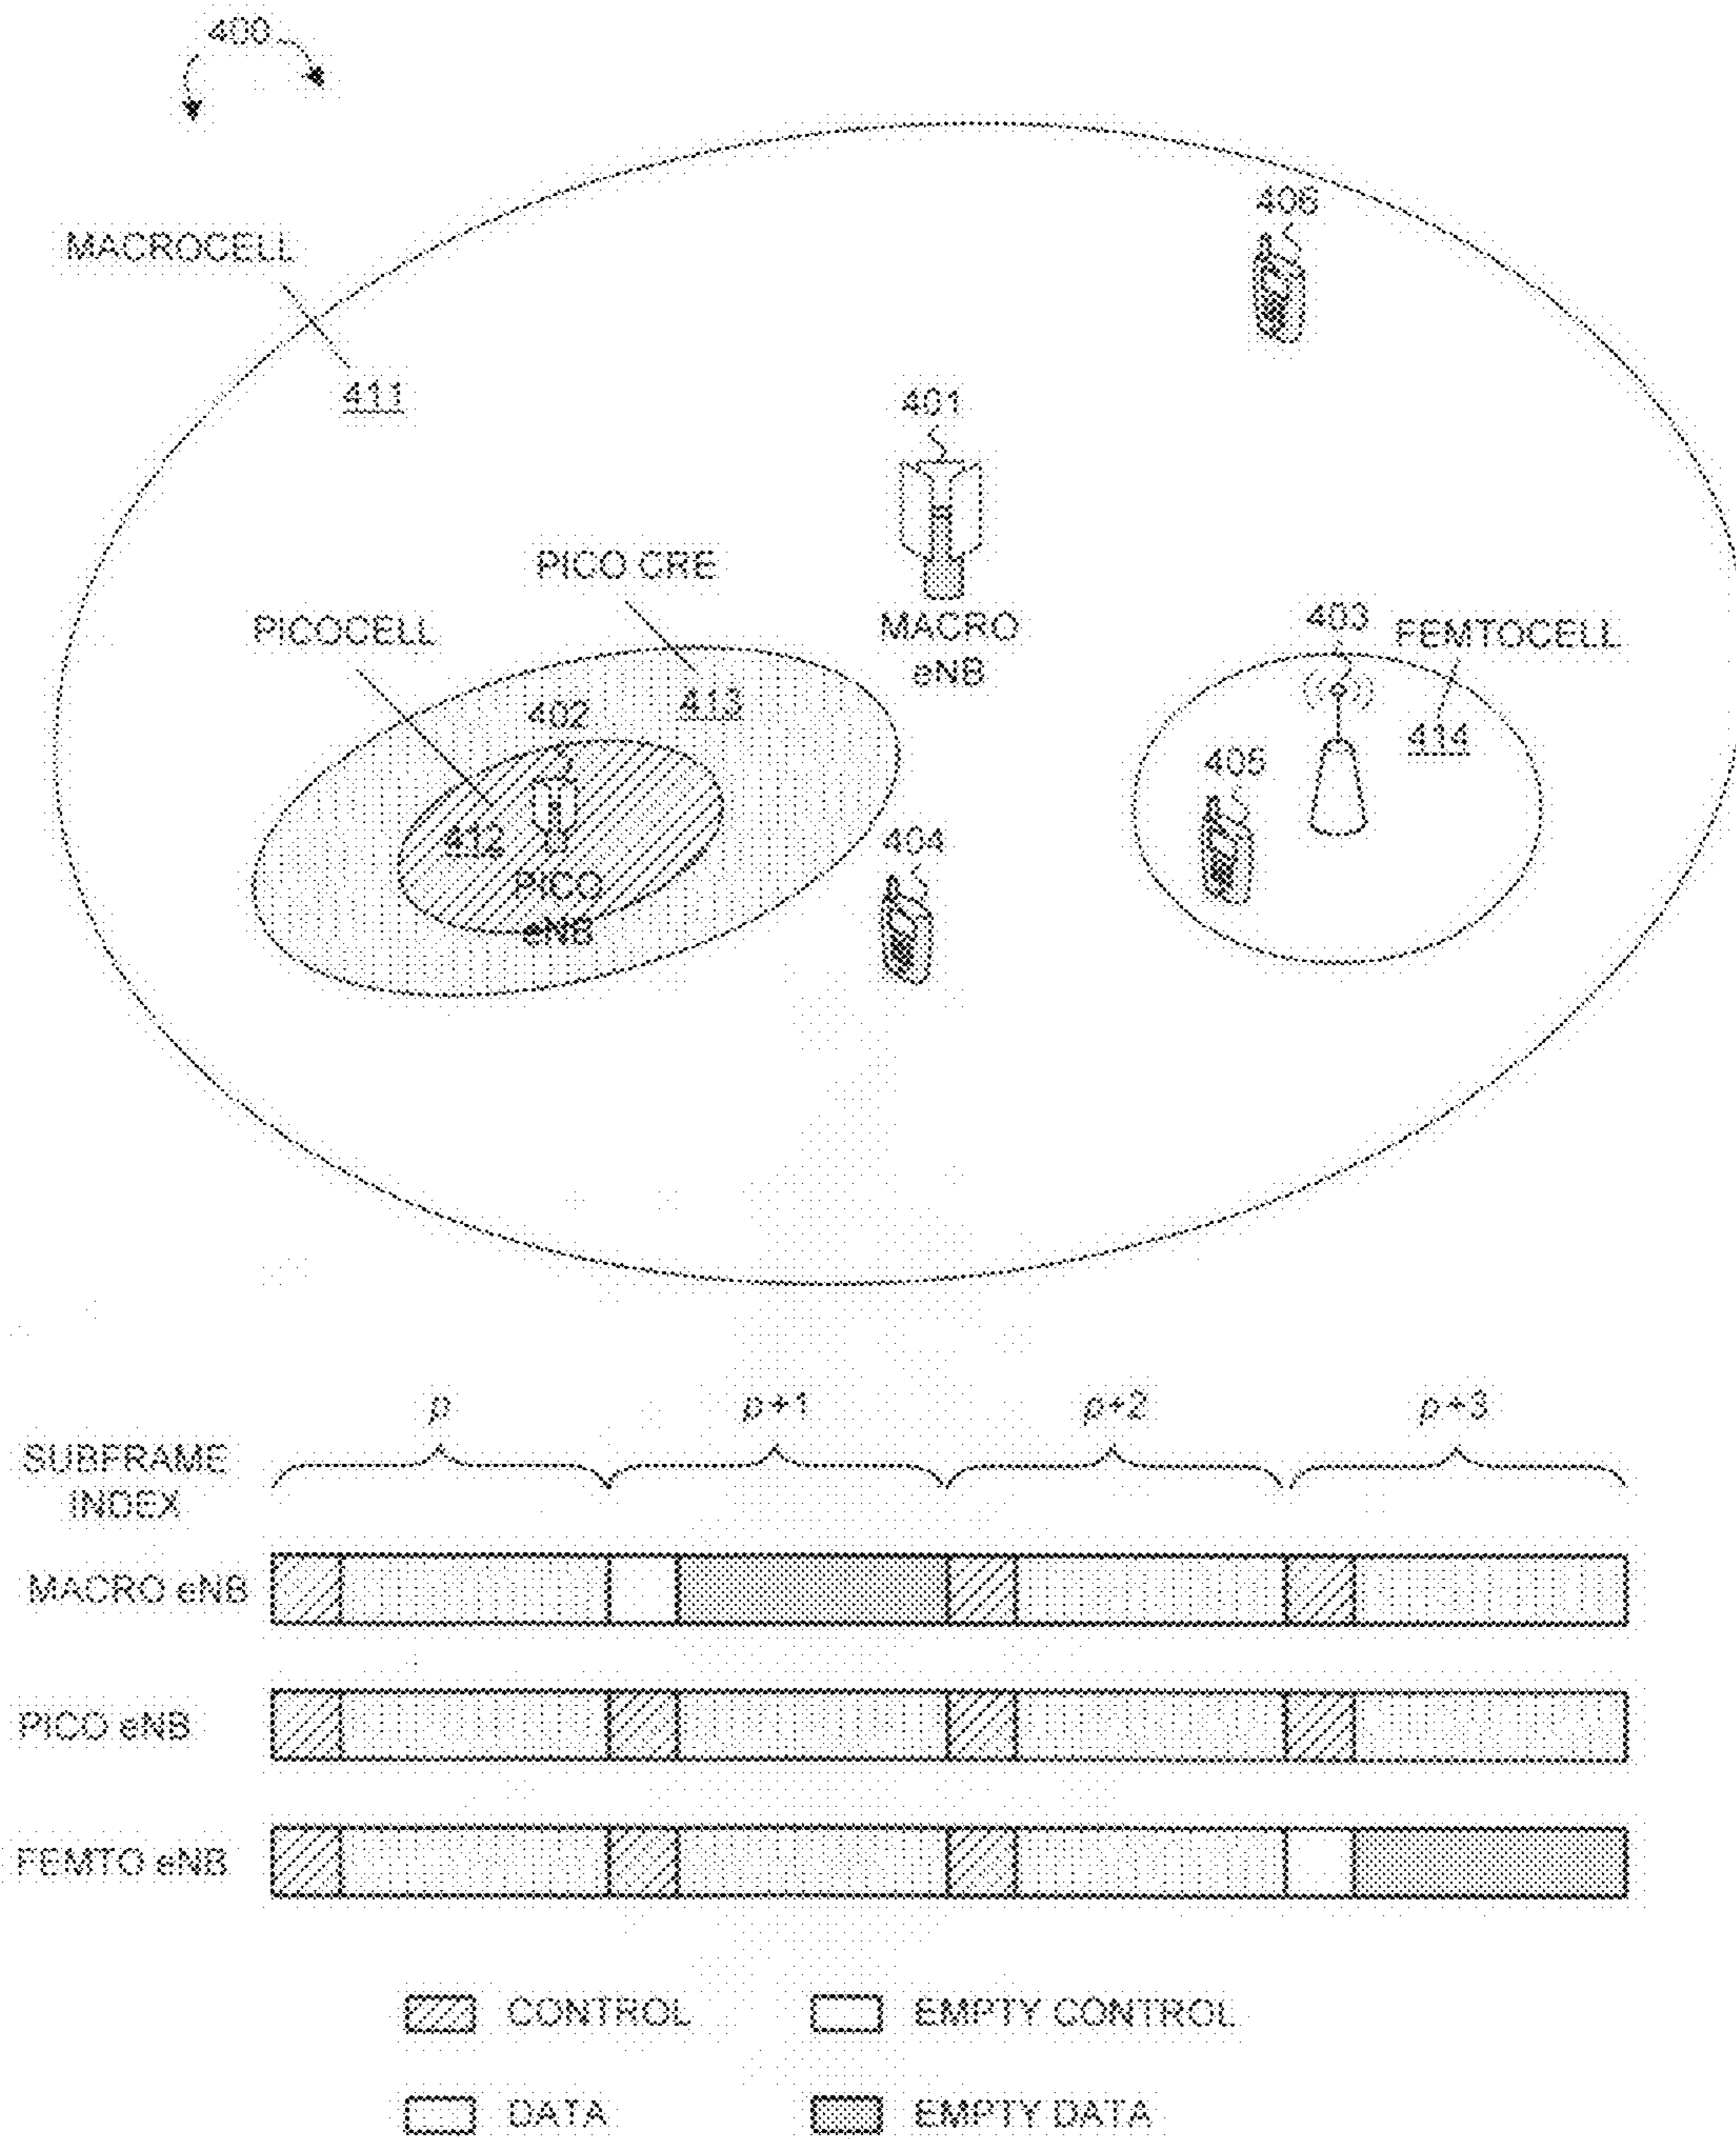 400
406
MACROCELL
411
401
PICO CRE
PICOCELL
MACRO
eNB
403
FEMTOCELL
413
402
414
405
412
404
PICO
eNB
p
p+1
p+2
p+3
SUBFRAME
INDEX
MACRO eNB
PICO eNB
FEMTO eNB
CONTROL
EMPTY CONTROL
DATA
EMPTY DATA